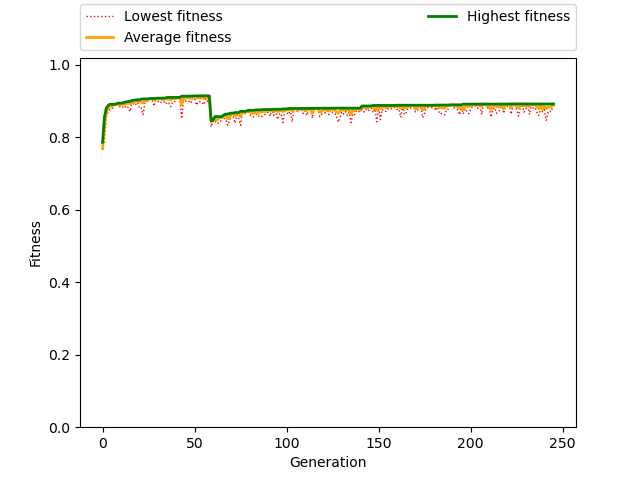 Lowest fitness
Average fitness
Highest fitness
1.0
0.8
0.6
0.4
0.2
0.0
Fitness
0 50 100 150 200 250
Generation